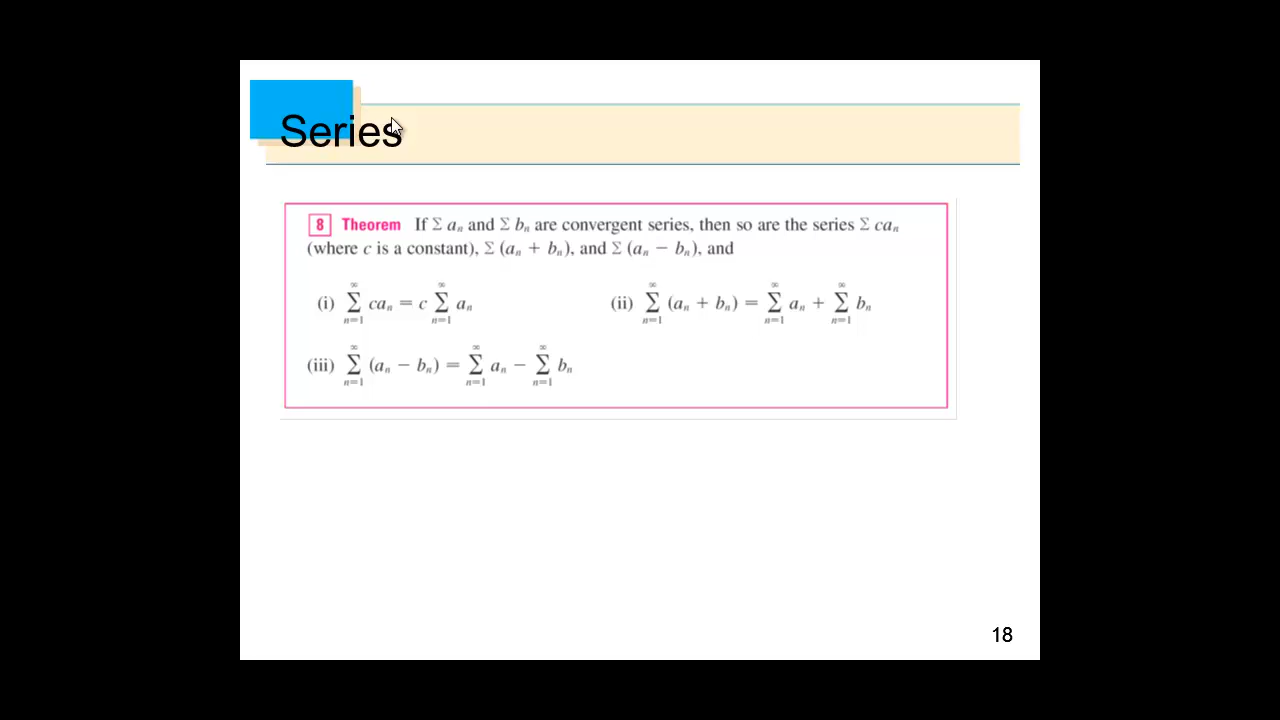 Series
8 Theorem If Σ aₙ and Σ bₙ are convergent series, then so are the series Σ caₙ
(where c is a constant), Σ (aₙ + bₙ), and Σ (aₙ − bₙ), and
(i) ∞ Σ n=1 caₙ = c ∞ Σ n=1 aₙ (ii) ∞ Σ n=1 (aₙ + bₙ) = ∞ Σ n=1 aₙ + ∞ Σ n=1 bₙ
(iii) ∞ Σ n=1 (aₙ − bₙ) = ∞ Σ n=1 aₙ − ∞ Σ n=1 bₙ
18